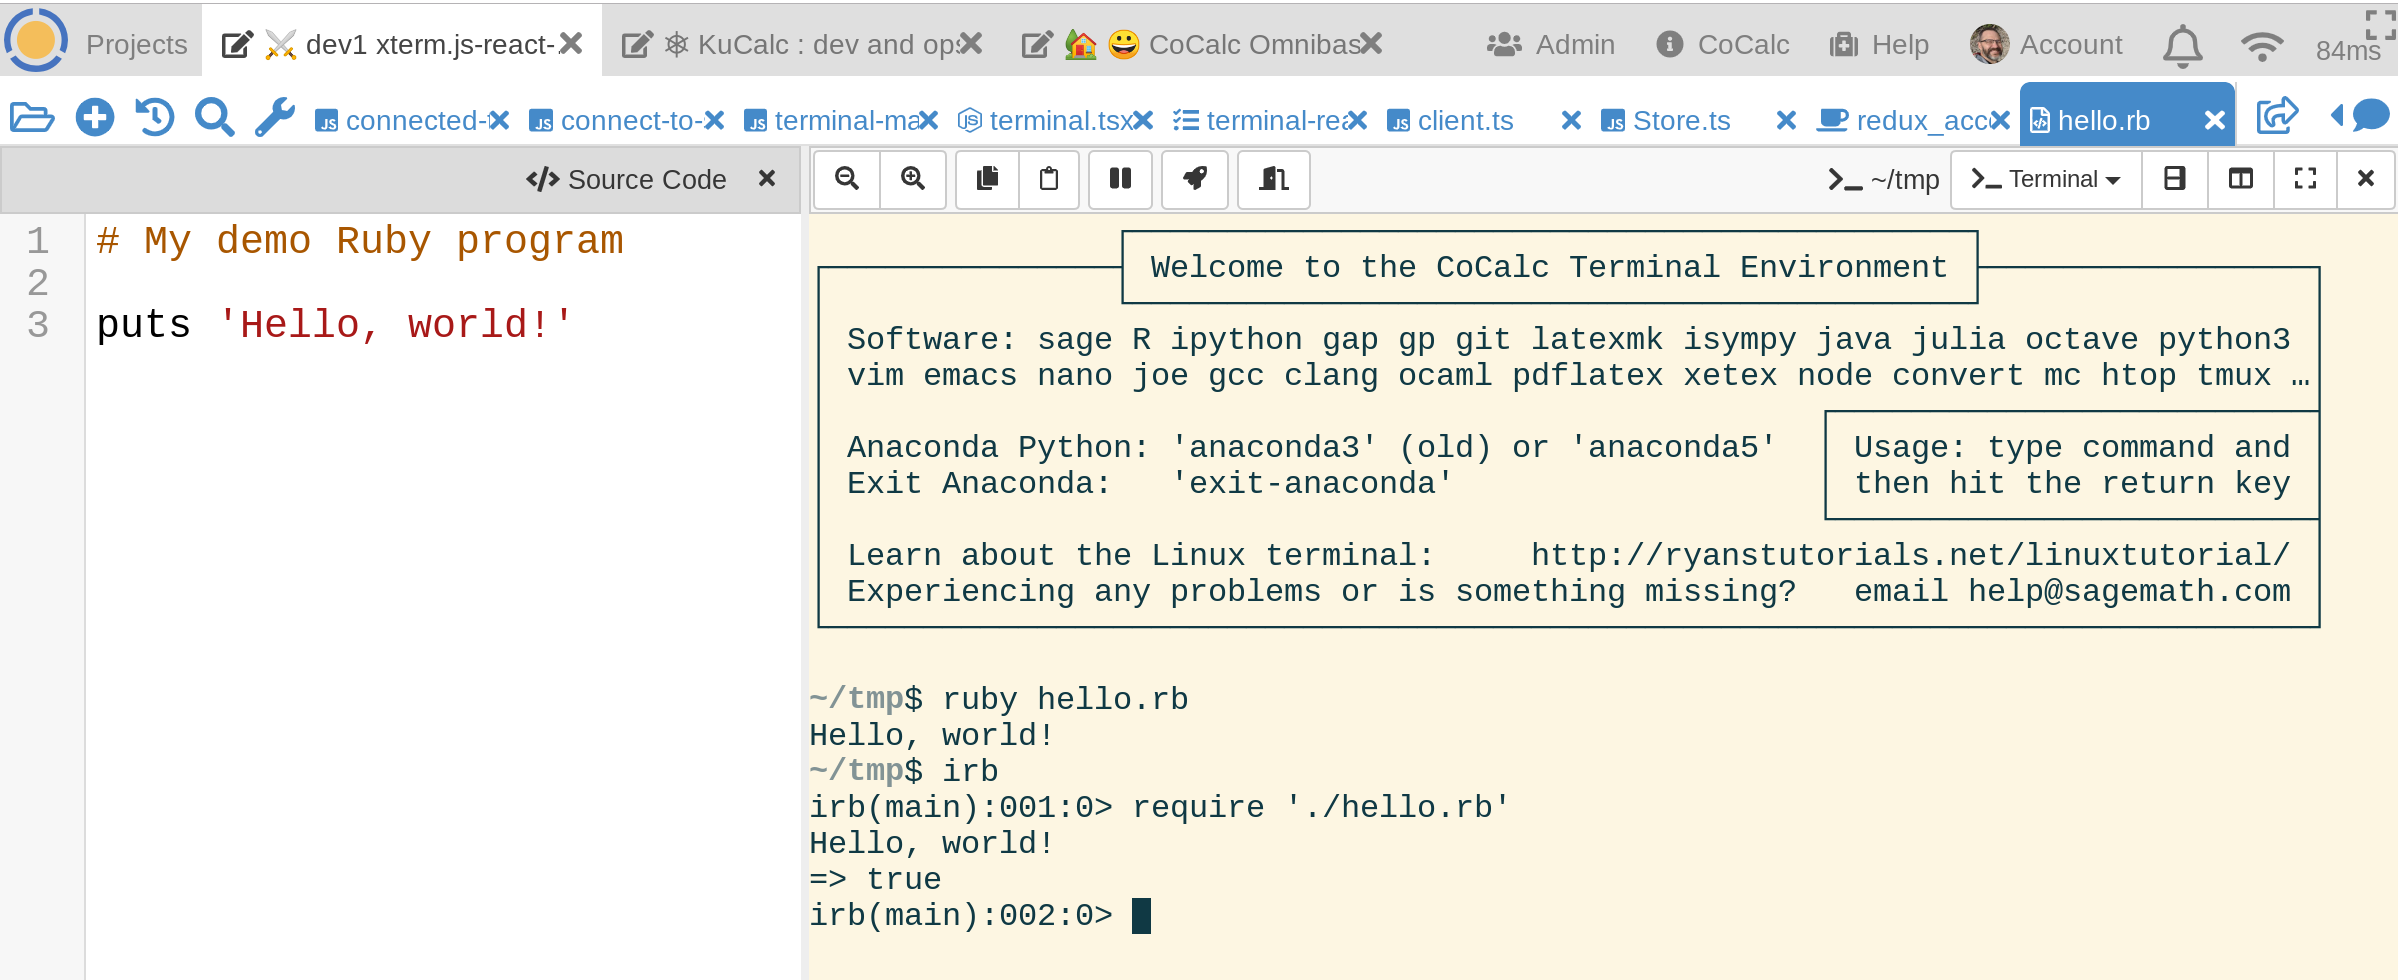 Projects dev1 xterm.js-react- KuCalc : dev and ops CoCalc Omnibas Admin CoCalc Help Account 84ms
connected- connect-to- terminal-ma terminal.tsx terminal-rea client.ts Store.ts redux_acc hello.rb
</> Source Code ~/tmp Terminal
1 # My demo Ruby program
2
3 puts 'Hello, world!'
Welcome to the CoCalc Terminal Environment
Software: sage R ipython gap gp git latexmk isympy java julia octave python3
vim emacs nano joe gcc clang ocaml pdflatex xetex node convert mc htop tmux …
Anaconda Python: 'anaconda3' (old) or 'anaconda5' Usage: type command and
Exit Anaconda: 'exit-anaconda' then hit the return key
Learn about the Linux terminal: http://ryanstutorials.net/linuxtutorial/
Experiencing any problems or is something missing? email help@sagemath.com
~/tmp$ ruby hello.rb
Hello, world!
~/tmp$ irb
irb(main):001:0> require './hello.rb'
Hello, world!
=> true
irb(main):002:0>